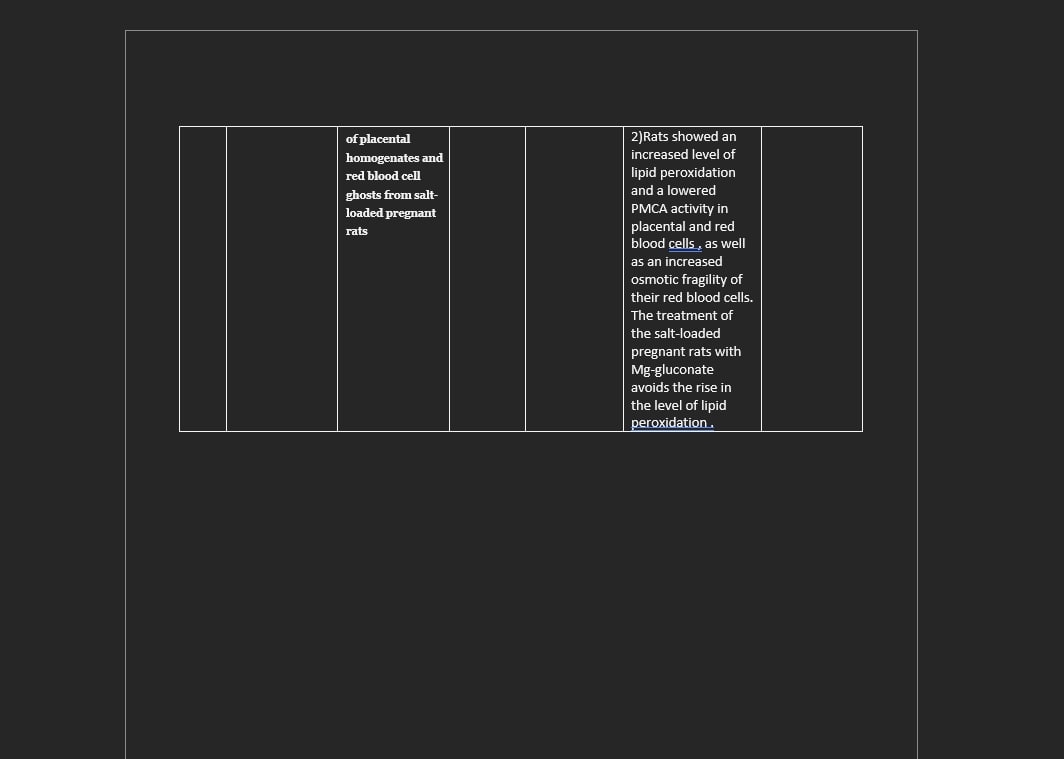 of placental
homogenates and
red blood cell
ghosts from salt-
loaded pregnant
rats
2)Rats showed an
increased level of
lipid peroxidation
and a lowered
PMCA activity in
placental and red
blood cells , as well
as an increased
osmotic fragility of
their red blood cells.
The treatment of
the salt-loaded
pregnant rats with
Mg-gluconate
avoids the rise in
the level of lipid
peroxidation .